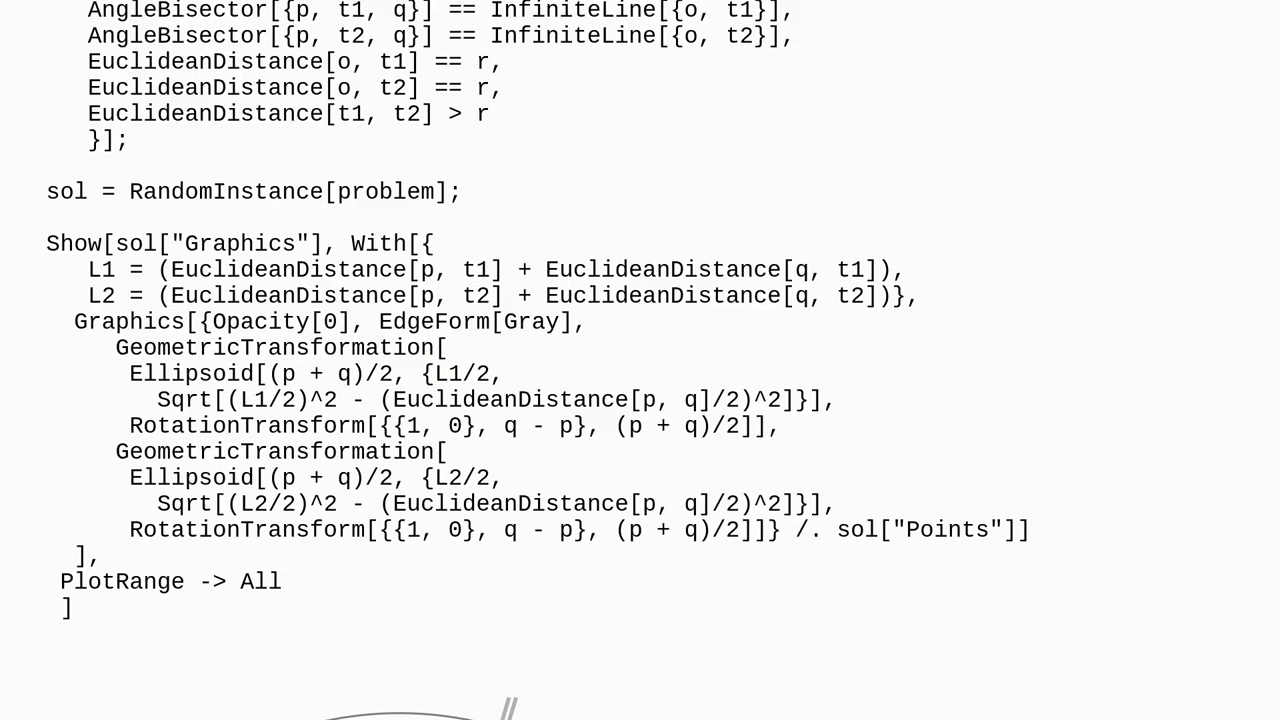 AngleBisector[{p, t1, q}] == InfiniteLine[{o, t1}],
AngleBisector[{p, t2, q}] == InfiniteLine[{o, t2}],
EuclideanDistance[o, t1] == r,
EuclideanDistance[o, t2] == r,
EuclideanDistance[t1, t2] > r
}];
sol = RandomInstance[problem];
Show[sol["Graphics"], With[{
L1 = (EuclideanDistance[p, t1] + EuclideanDistance[q, t1]),
L2 = (EuclideanDistance[p, t2] + EuclideanDistance[q, t2])},
Graphics[{Opacity[0], EdgeForm[Gray],
GeometricTransformation[
Ellipsoid[(p + q)/2, {L1/2,
Sqrt[(L1/2)^2 - (EuclideanDistance[p, q]/2)^2]}],
RotationTransform[{{1, 0}, q - p}, (p + q)/2]],
GeometricTransformation[
Ellipsoid[(p + q)/2, {L2/2,
Sqrt[(L2/2)^2 - (EuclideanDistance[p, q]/2)^2]}],
RotationTransform[{{1, 0}, q - p}, (p + q)/2]]} /. sol["Points"]]
],
PlotRange -> All
]